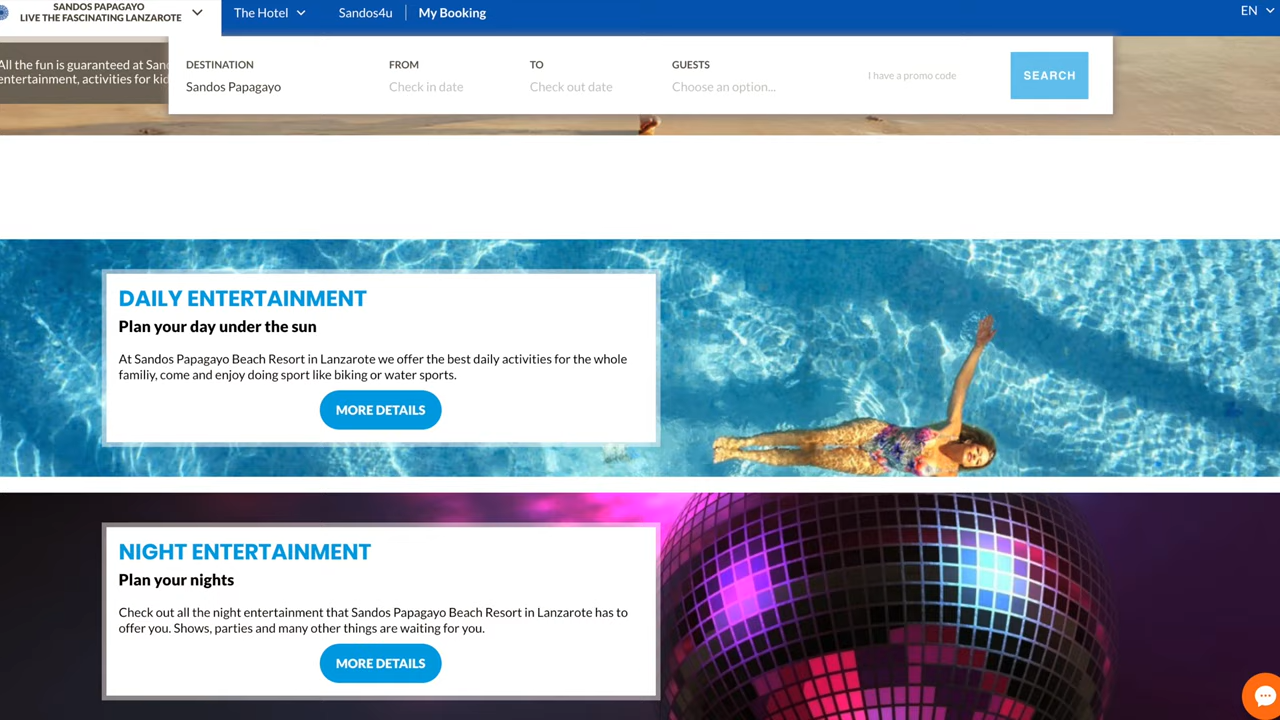 SANDOS PAPAGAYO
LIVE THE FASCINATING LANZAROTE
The Hotel
Sandos4u
My Booking
EN
All the fun is guaranteed at San
entertainment, activities for kid
DESTINATION
Sandos Papagayo
FROM
Check in date
TO
Check out date
GUESTS
Choose an option...
I have a promo code
SEARCH
DAILY ENTERTAINMENT
Plan your day under the sun
At Sandos Papagayo Beach Resort in Lanzarote we offer the best daily activities for the whole
familiy, come and enjoy doing sport like biking or water sports.
MORE DETAILS
NIGHT ENTERTAINMENT
Plan your nights
Check out all the night entertainment that Sandos Papagayo Beach Resort in Lanzarote has to
offer you. Shows, parties and many other things are waiting for you.
MORE DETAILS